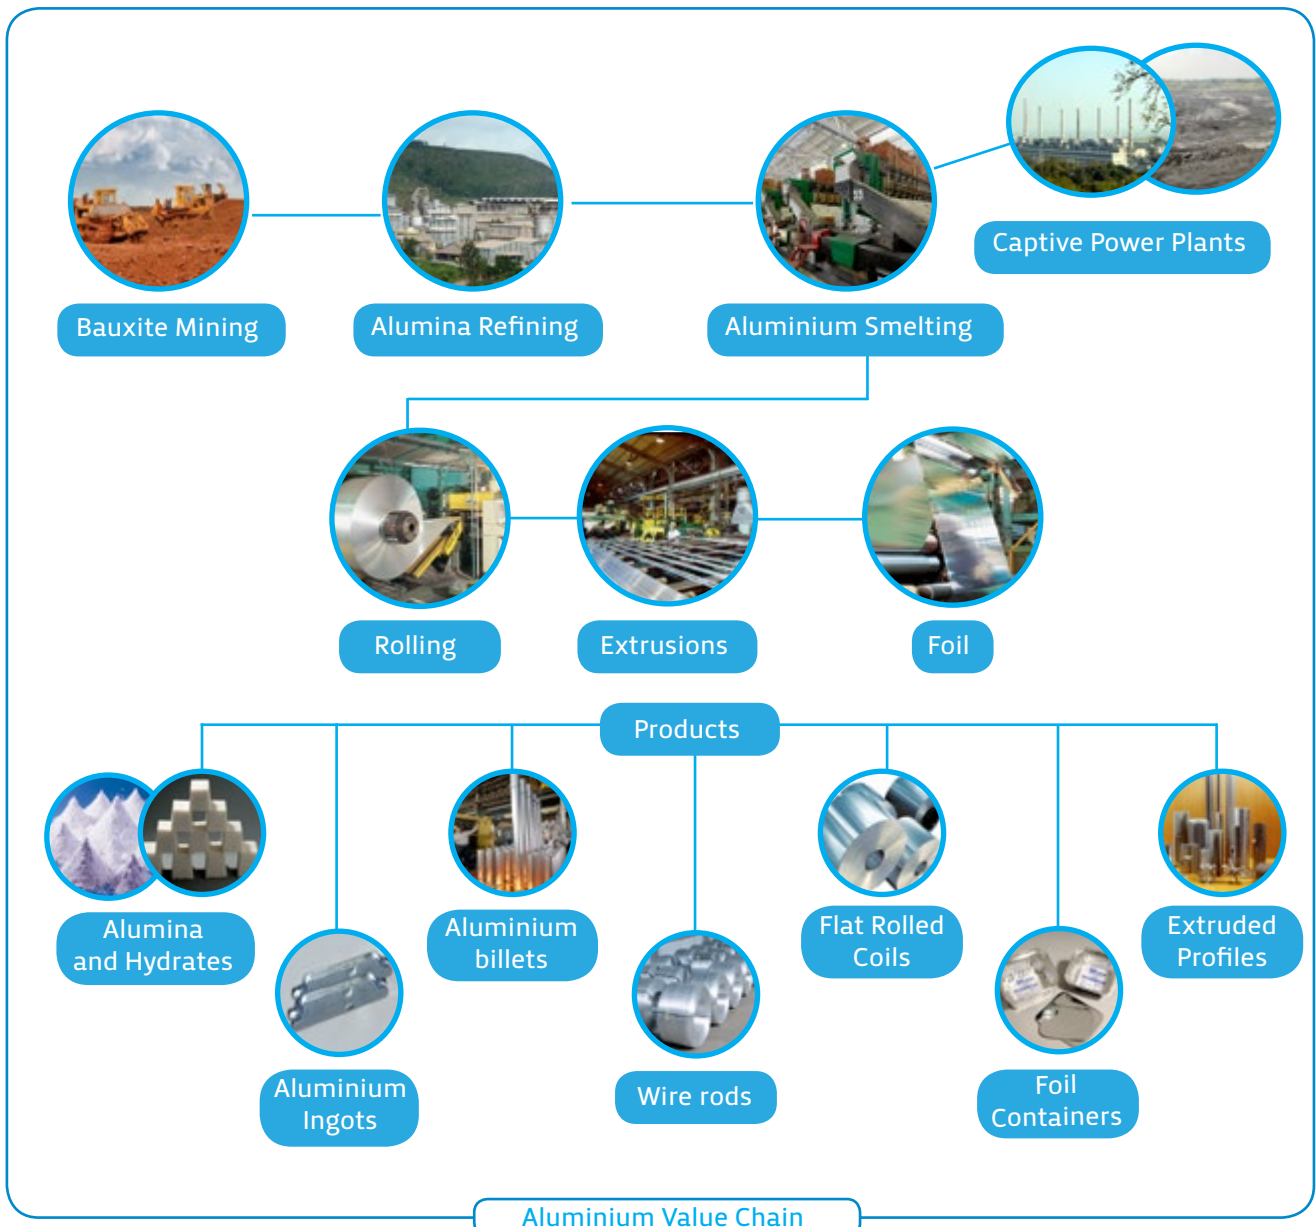 Captive Power Plants
Bauxite Mining
Alumina Refining
Aluminium Smelting
Rolling
Extrusions
Foil
Products
Alumina
and Hydrates
Aluminium
billets
Flat Rolled
Coils
Extruded
Profiles
Aluminium
Ingots
Wire rods
Foil
Containers
Aluminium Value Chain